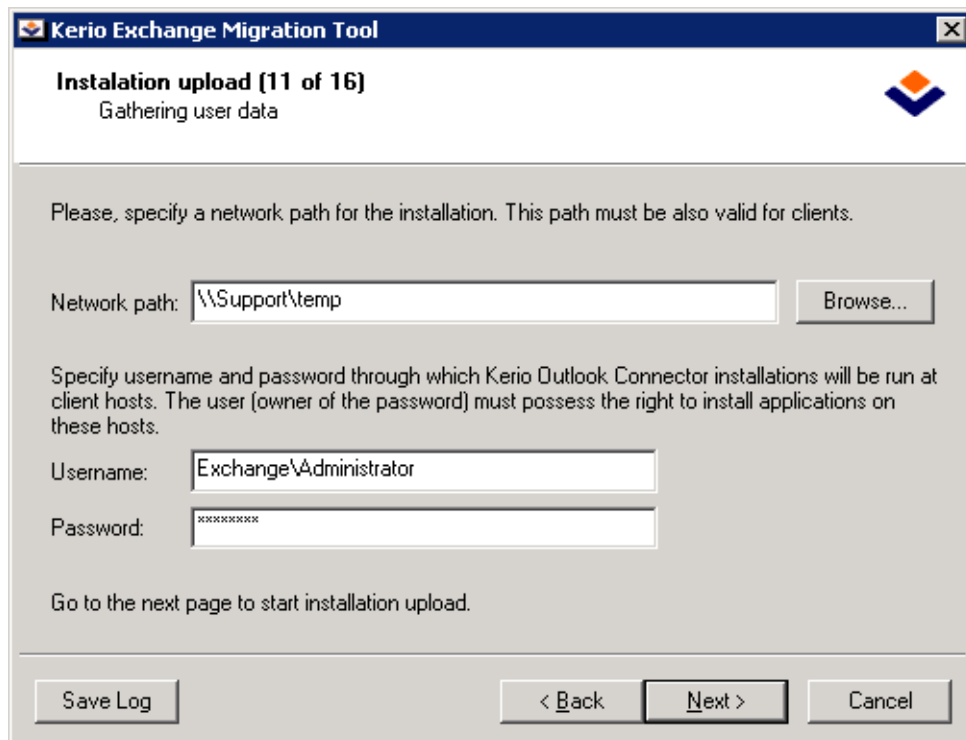 Kerio Exchange Migration Tool
Instalation upload (11 of 16)
Gathering user data
Please, specify a network path for the installation. This path must be also valid for clients.
Network path: \\Support\temp Browse...
Specify username and password through which Kerio Outlook Connector installations will be run at
client hosts. The user (owner of the password) must possess the right to install applications on
these hosts.
Username: Exchange\Administrator
Password: ********
Go to the next page to start installation upload.
Save Log < Back Next > Cancel